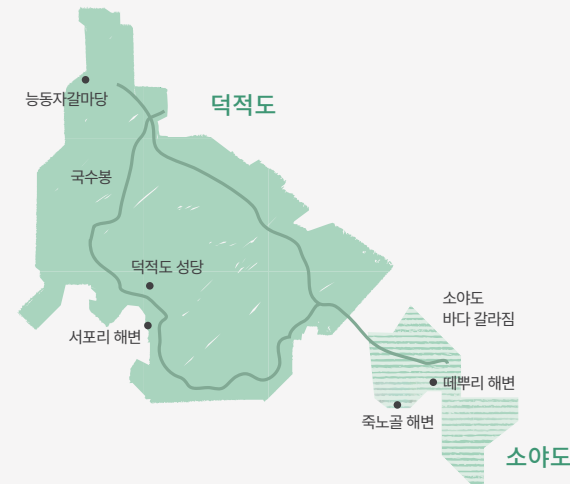 능동자갈마당
덕적도
국수봉
덕적도 성당
서포리 해변
소야도
바다 갈라짐
떼뿌리 해변
죽노골 해변
소야도